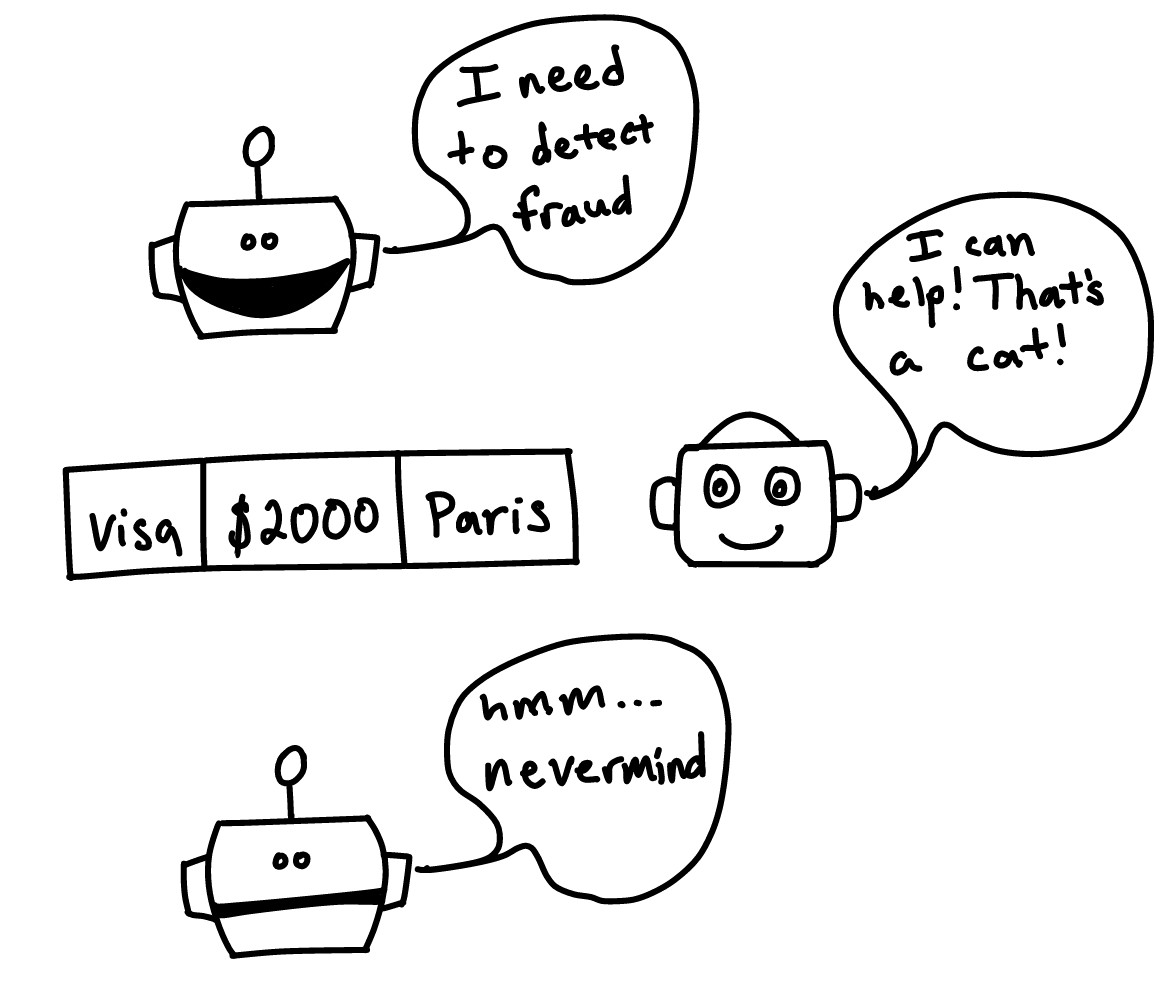 I need
to detect
fraud
I can
help! That's
a cat!
Visa $2000 Paris
hmm...
nevermind